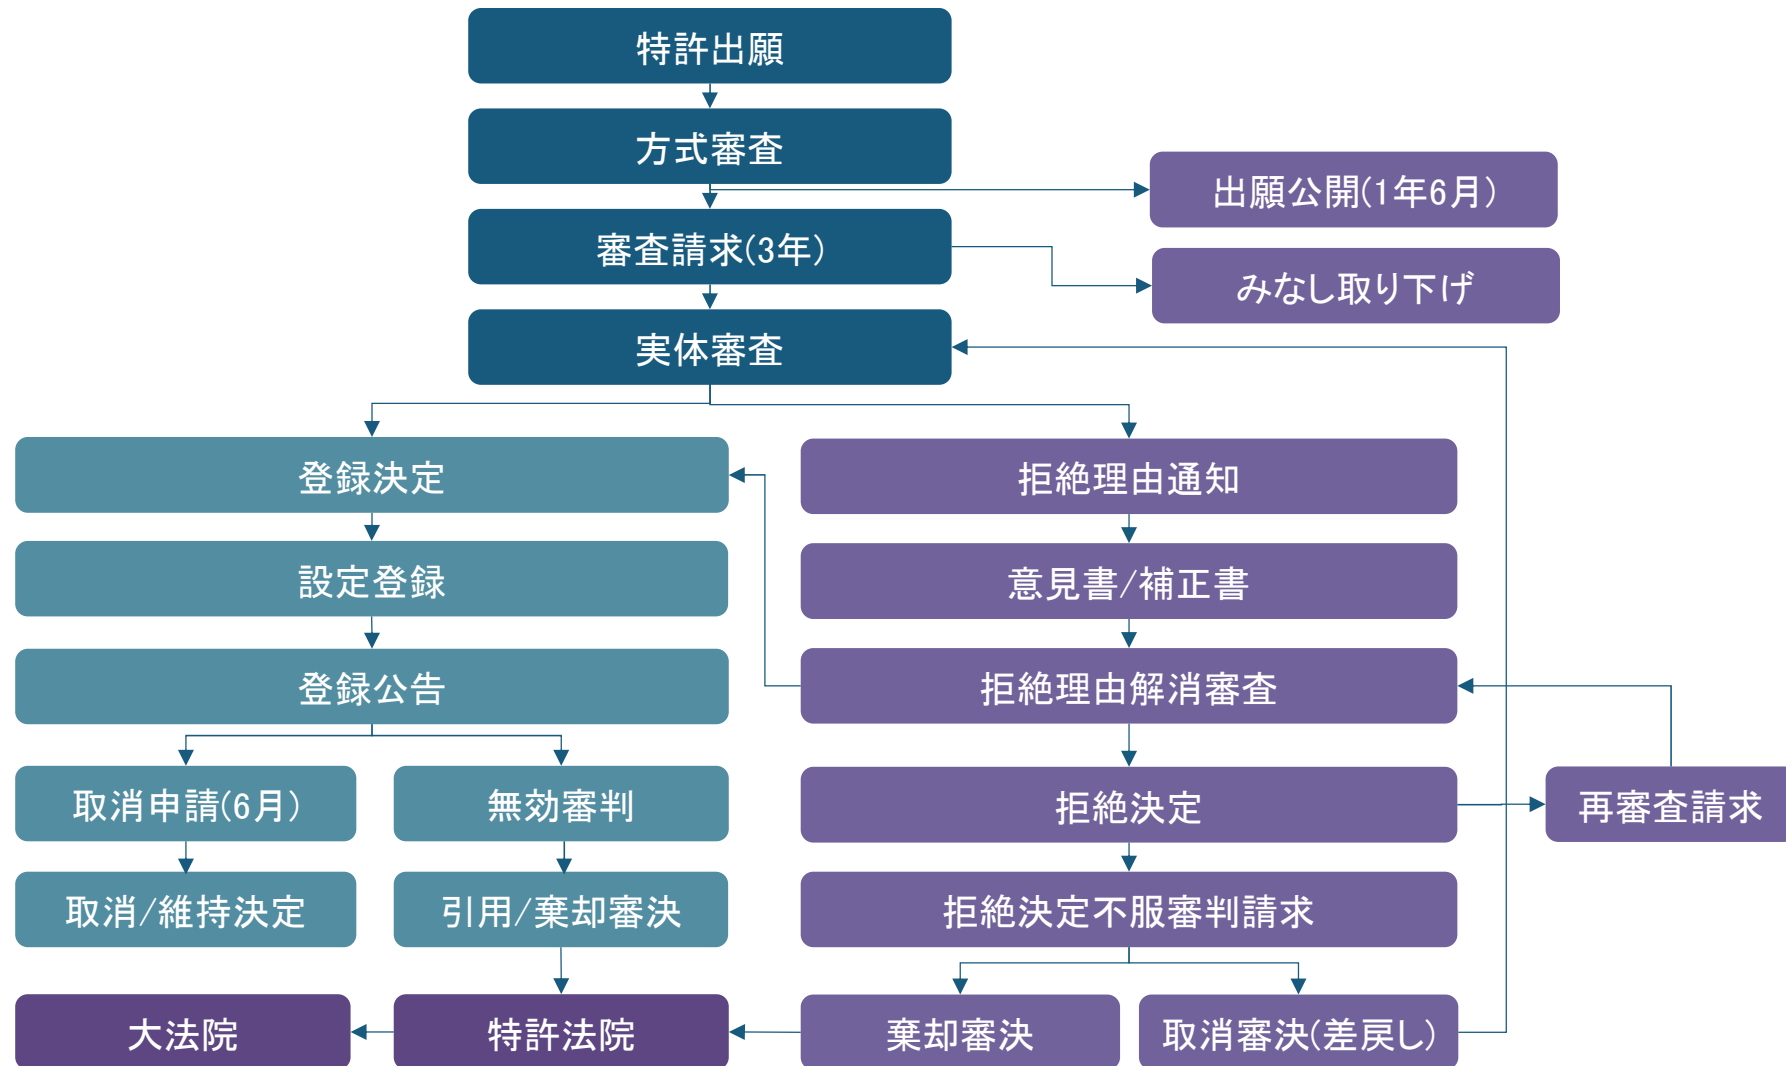 特許出願
方式審査
出願公開(1年6月)
審査請求(3年)
みなし取り下げ
実体審査
登録決定
拒絶理由通知
設定登録
意見書/補正書
登録公告
拒絶理由解消審査
取消申請(6月)
無効審判
拒絶決定
再審査請求
取消/維持決定
引用/棄却審決
拒絶決定不服審判請求
大法院
特許法院
棄却審決
取消審決(差戻し)